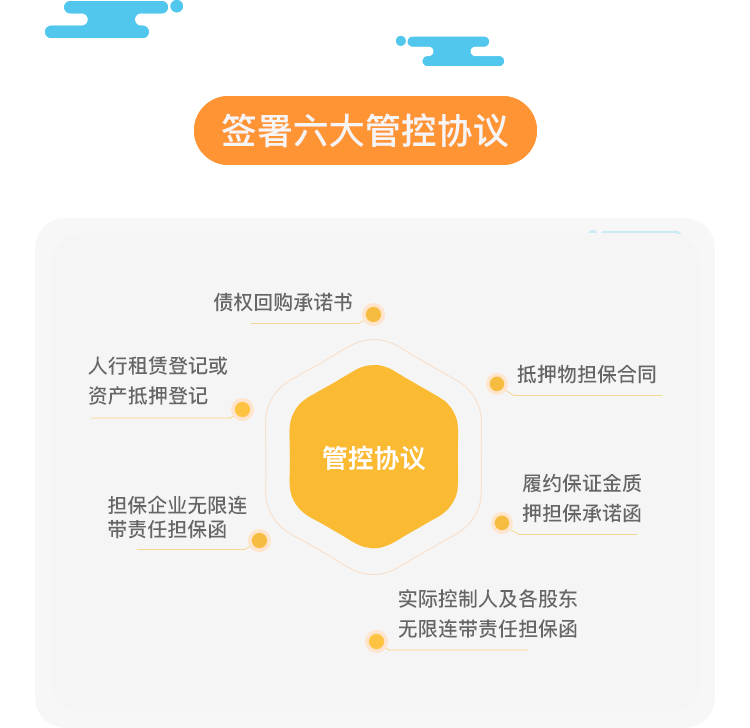 签署六大管控协议
债权回购承诺书
人行租赁登记或
资产抵押登记
抵押物担保合同
管控协议
履约保证金质
押担保承诺函
担保企业无限连
带责任担保函
实际控制人及各股东
无限连带责任担保函